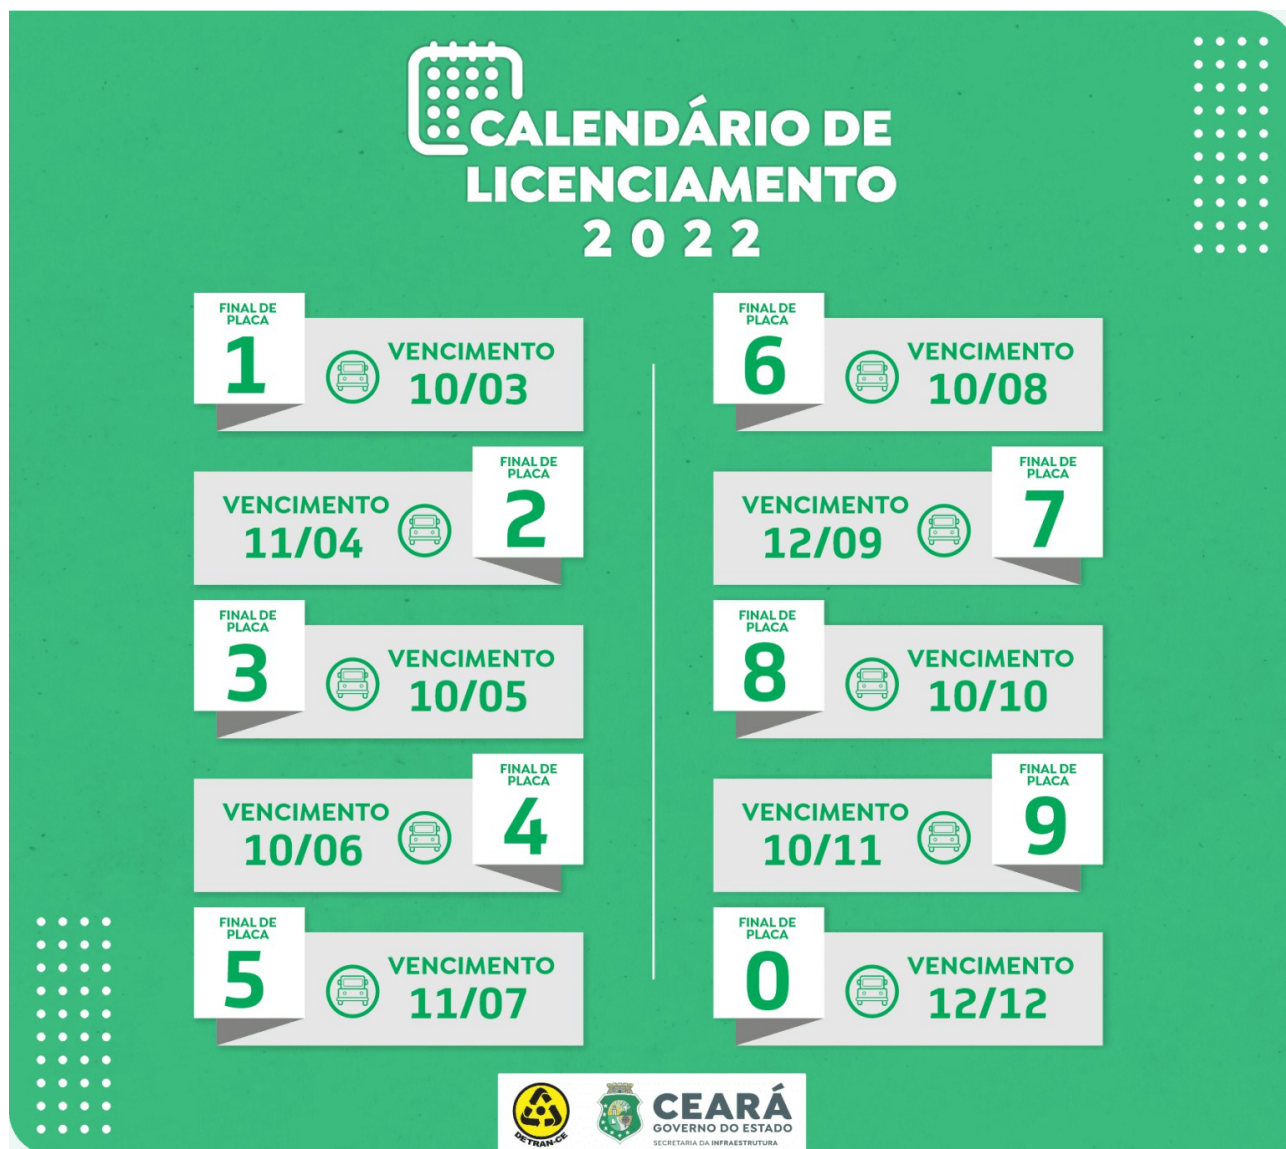 CALENDÁRIO DE
LICENCIAMENTO
2022
FINAL DE
PLACA
1
VENCIMENTO
10/03
FINAL DE
PLACA
2
VENCIMENTO
11/04
FINAL DE
PLACA
3
VENCIMENTO
10/05
FINAL DE
PLACA
4
VENCIMENTO
10/06
FINAL DE
PLACA
5
VENCIMENTO
11/07
FINAL DE
PLACA
6
VENCIMENTO
10/08
FINAL DE
PLACA
7
VENCIMENTO
12/09
FINAL DE
PLACA
8
VENCIMENTO
10/10
FINAL DE
PLACA
9
VENCIMENTO
10/11
FINAL DE
PLACA
0
VENCIMENTO
12/12
DETRAN-CE
CEARÁ
GOVERNO DO ESTADO
SECRETARIA DA INFRAESTRUTURA